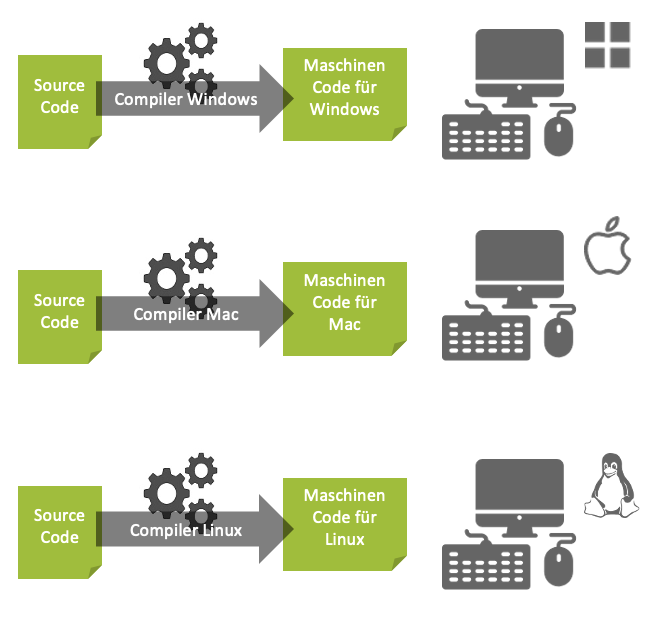 Source
Code
Compiler Windows
Maschinen
Code für
Windows
Source
Code
Compiler Mac
Maschinen
Code für
Mac
Source
Code
Compiler Linux
Maschinen
Code für
Linux